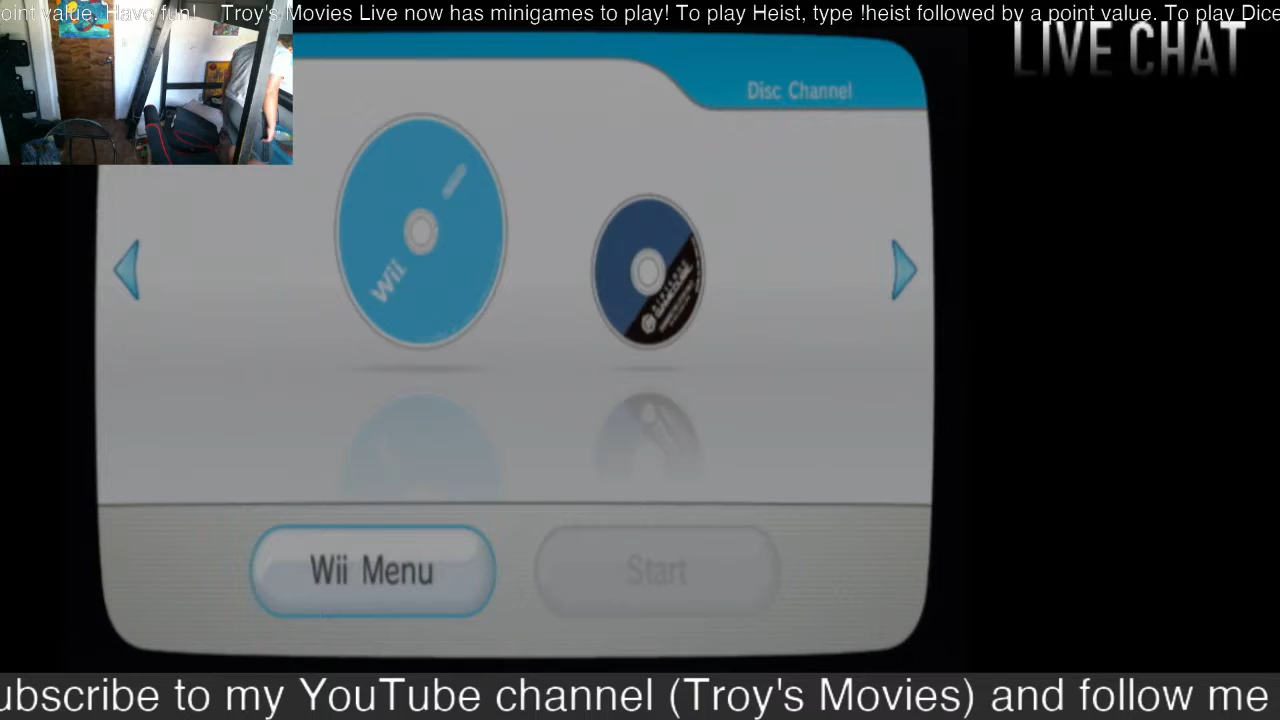 oint value. Have fun! Troy's Movies Live now has minigames to play! To play Heist, type !heist followed by a point value. To play Dice
LIVE CHAT
Disc Channel
Wii
Wii Menu
Start
ubscribe to my YouTube channel (Troy's Movies) and follow me